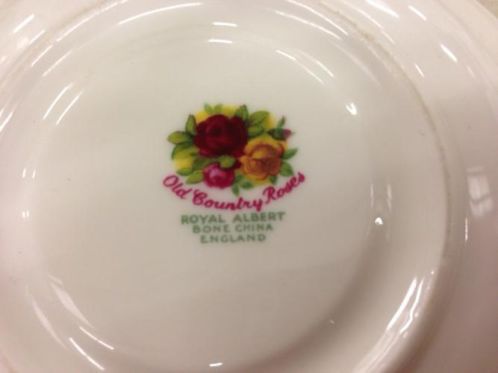 Old Country Roses
ROYAL ALBERT
BONE CHINA
ENGLAND